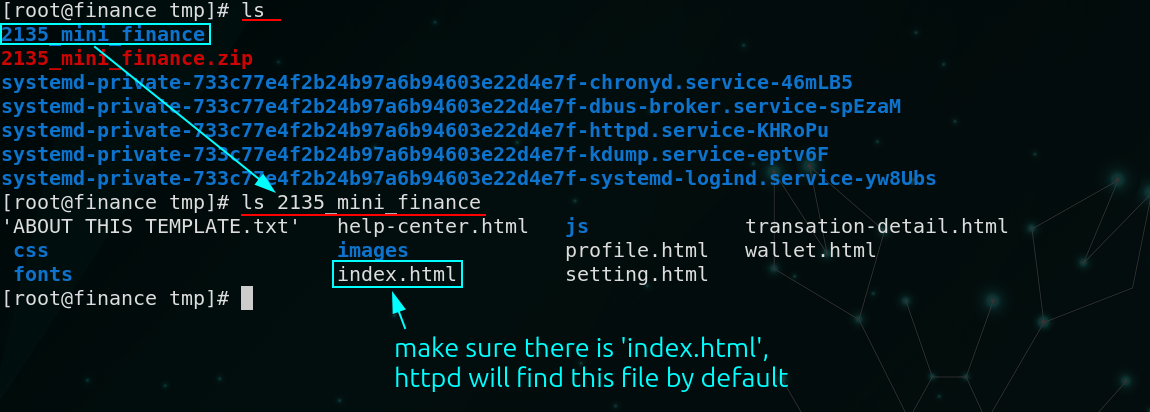 [root@finance tmp]# ls
2135_mini_finance
2135_mini_finance.zip
systemd-private-733c77e4f2b24b97a6b94603e22d4e7f-chronyd.service-46mLB5
systemd-private-733c77e4f2b24b97a6b94603e22d4e7f-dbus-broker.service-spEzaM
systemd-private-733c77e4f2b24b97a6b94603e22d4e7f-httpd.service-KHRoPu
systemd-private-733c77e4f2b24b97a6b94603e22d4e7f-kdump.service-eptv6F
systemd-private-733c77e4f2b24b97a6b94603e22d4e7f-systemd-logind.service-yw8Ubs
[root@finance tmp]# ls 2135_mini_finance
'ABOUT THIS TEMPLATE.txt' help-center.html js transation-detail.html
css images profile.html wallet.html
fonts index.html setting.html
[root@finance tmp]#
make sure there is 'index.html',
httpd will find this file by default